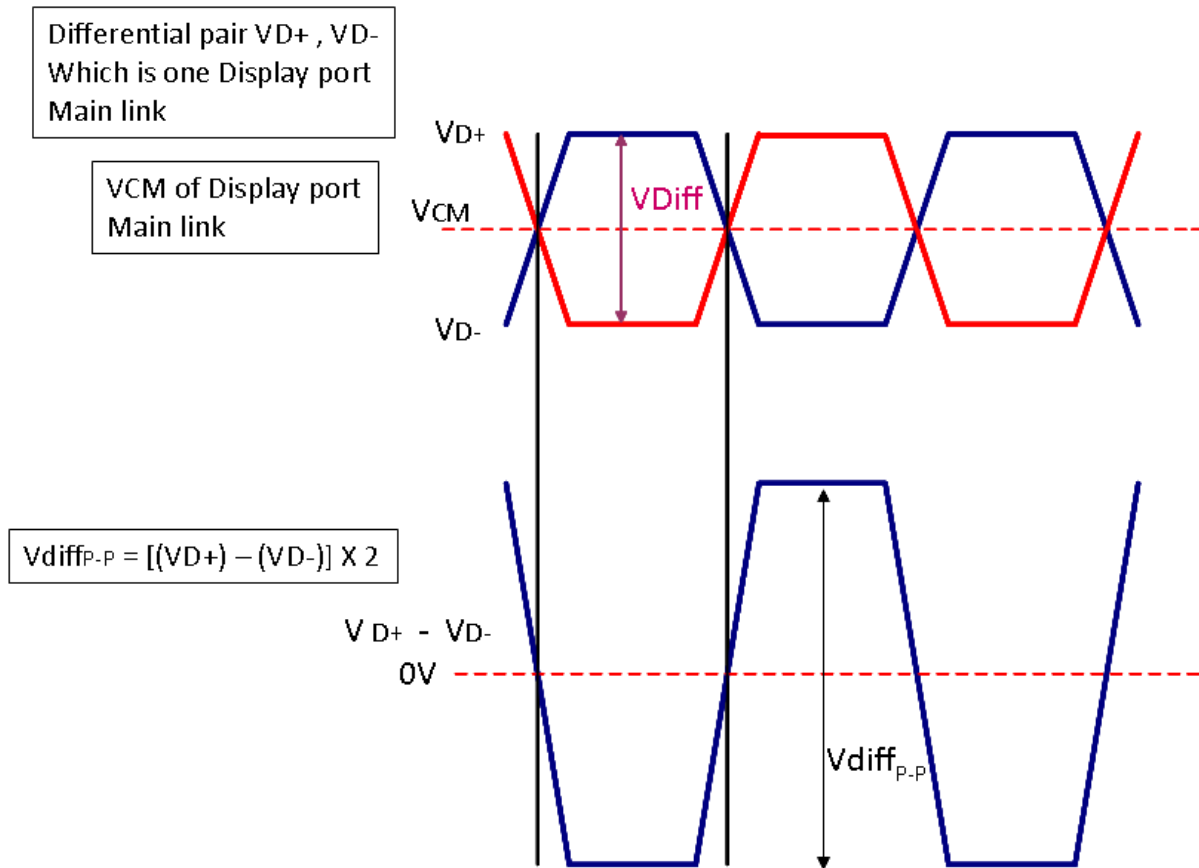 Differential pair VD+ , VD-
Which is one Display port
Main link
VCM of Display port
Main link
VD+
VDiff
VCM
VD-
VdiffP-P = [(VD+) – (VD-)] X 2
V D+ - VD-
0V
VdiffP-P